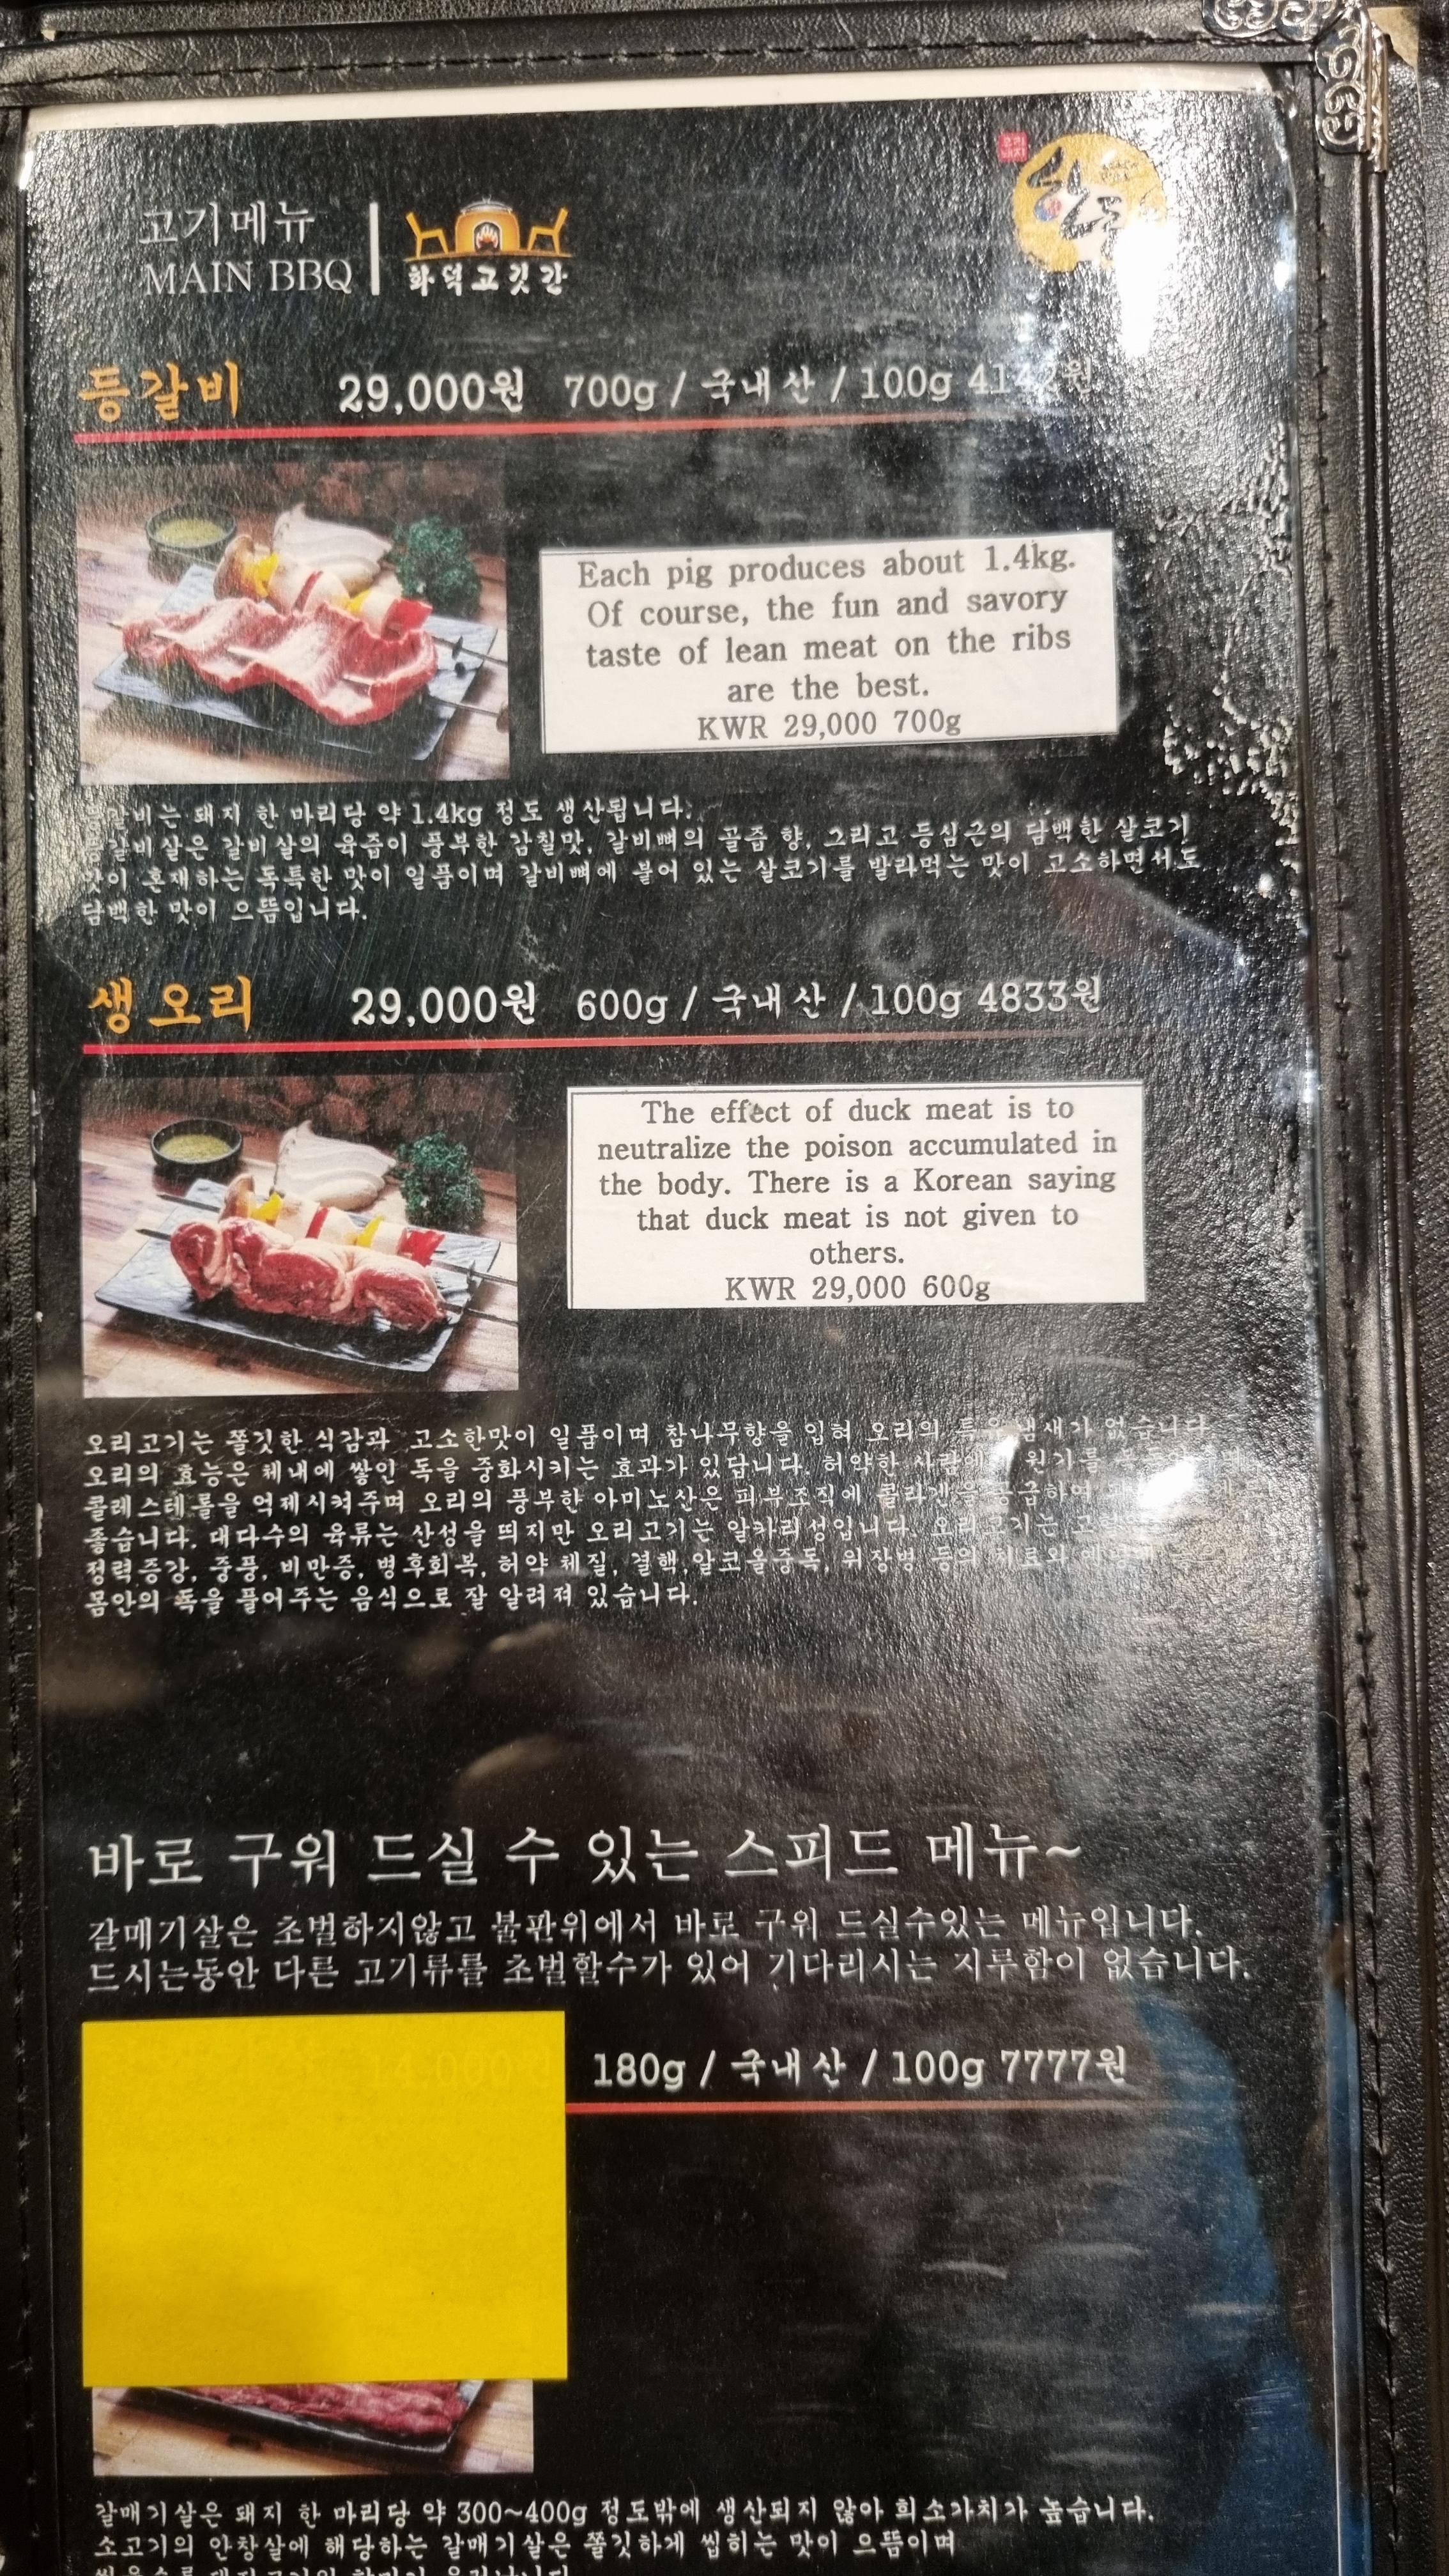 고기메뉴
MAIN BBQ
화덕고깃간
등갈비 29,000원 700g / 국내산 / 100g 4142원
Each pig produces about 1.4kg.
Of course, the fun and savory
taste of lean meat on the ribs
are the best.
KWR 29,000 700g
등갈비는 돼지 한 마리당 약 1.4kg 정도 생산됩니다.
등갈비살은 갈비살의 육즙이 풍부한 감칠맛, 갈비뼈의 골즙 향, 그리고 등심근의 담백한 살코기
맛이 혼재하는 독특한 맛이 일품이며 갈비뼈에 붙어 있는 살코기를 발라먹는 맛이 고소하면서도
담백한 맛이 으뜸입니다.
생오리 29,000원 600g / 국내산 / 100g 4833원
The effect of duck meat is to
neutralize the poison accumulated in
the body. There is a Korean saying
that duck meat is not given to
others.
KWR 29,000 600g
오리고기는 쫄깃한 식감과 고소한맛이 일품이며 참나무향을 입혀 오리의 특유 냄새가 없습니다
오리의 효능은 체내에 쌓인 독을 중화시키는 효과가 있답니다. 허약한 원기를
콜레스테롤을 억제시켜주며 오리의 풍부한 아미노산은 피부조직에 콜라겐을 공급하여
좋습니다. 대다수의 육류는 산성을 띄지만 오리고기는 알카리성입니다. 오리고기는
정력증강, 중풍, 비만증, 병후회복, 허약 체질, 결핵,알코올중독, 위장병 등의
몸안의 독을 풀어주는 음식으로 잘 알려져 있습니다.
바로 구워 드실 수 있는 스피드 메뉴~
갈매기살은 초벌하지않고 불판위에서 바로 구워 드실수있는 메뉴입니다.
드시는동안 다른 고기류를 초벌할수가 있어 기다리시는 지루함이 없습니다.
14,000원 180g / 국내산 / 100g 7777원
갈매기살은 돼지 한 마리당 약 300~400g 정도밖에 생산되지 않아 희소가치가 높습니다.
소고기의 안창살에 해당하는 갈매기살은 쫄깃하게 씹히는 맛이 으뜸이며